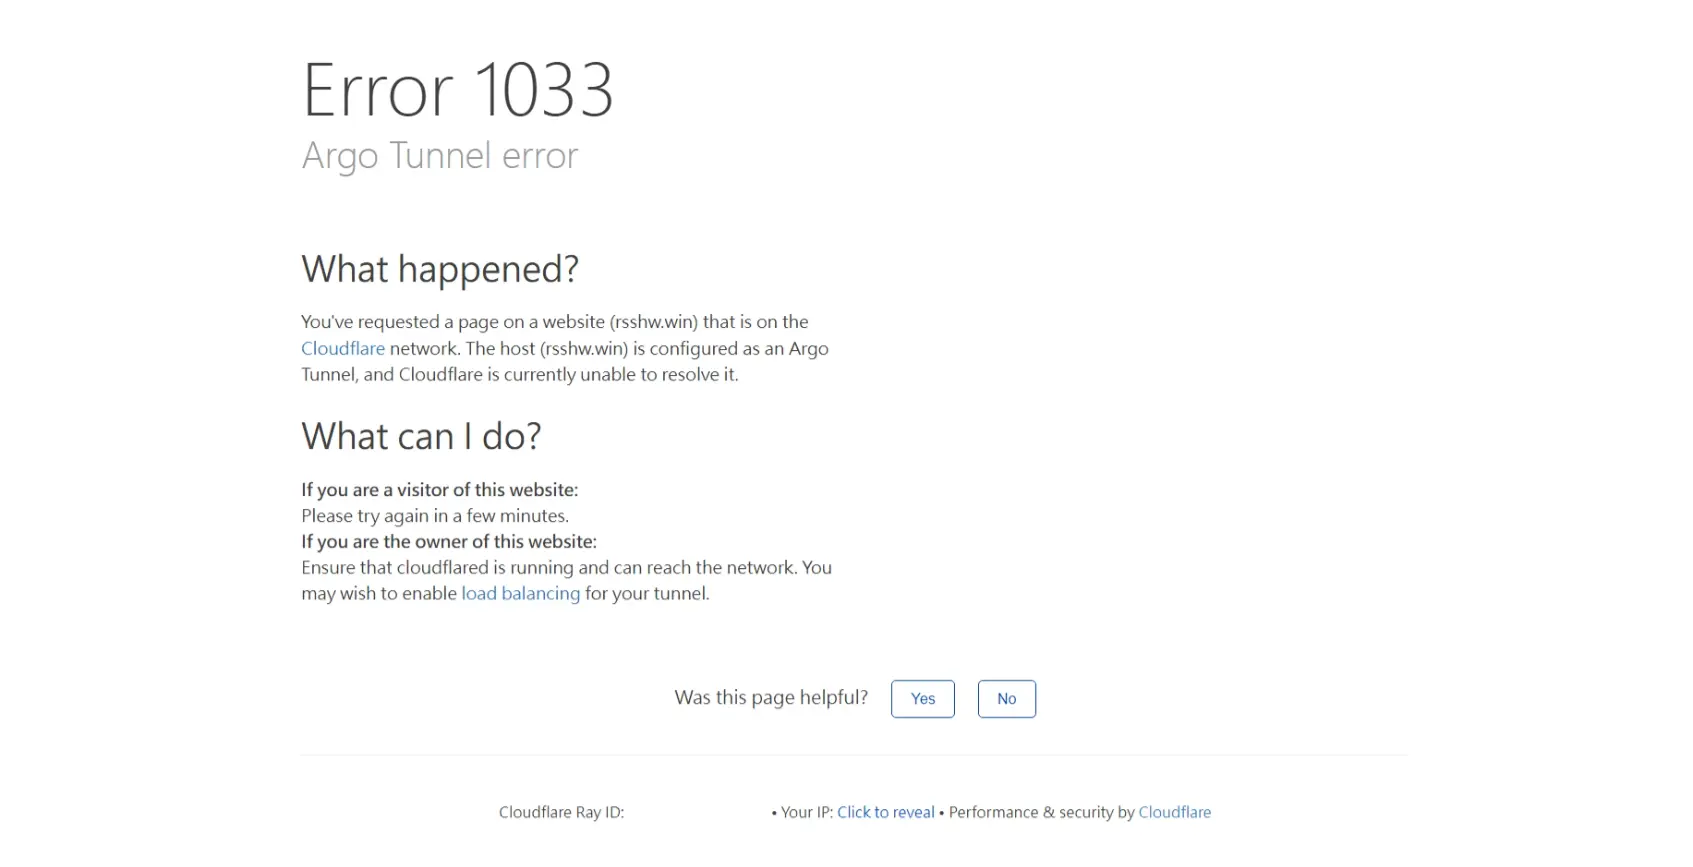 Error 1033
Argo Tunnel error
What happened?
You've requested a page on a website (rsshw.win) that is on the
Cloudflare network. The host (rsshw.win) is configured as an Argo
Tunnel, and Cloudflare is currently unable to resolve it.
What can I do?
If you are a visitor of this website:
Please try again in a few minutes.
If you are the owner of this website:
Ensure that cloudflared is running and can reach the network. You
may wish to enable load balancing for your tunnel.
Was this page helpful? Yes No
Cloudflare Ray ID: • Your IP: Click to reveal • Performance & security by Cloudflare